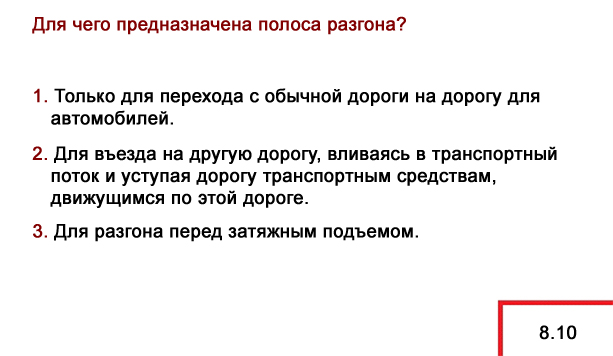 Для чего предназначена полоса разгона?
1. Только для перехода с обычной дороги на дорогу для
автомобилей.
2. Для въезда на другую дорогу, вливаясь в транспортный
поток и уступая дорогу транспортным средствам,
движущимся по этой дороге.
3. Для разгона перед затяжным подъемом.
8.10